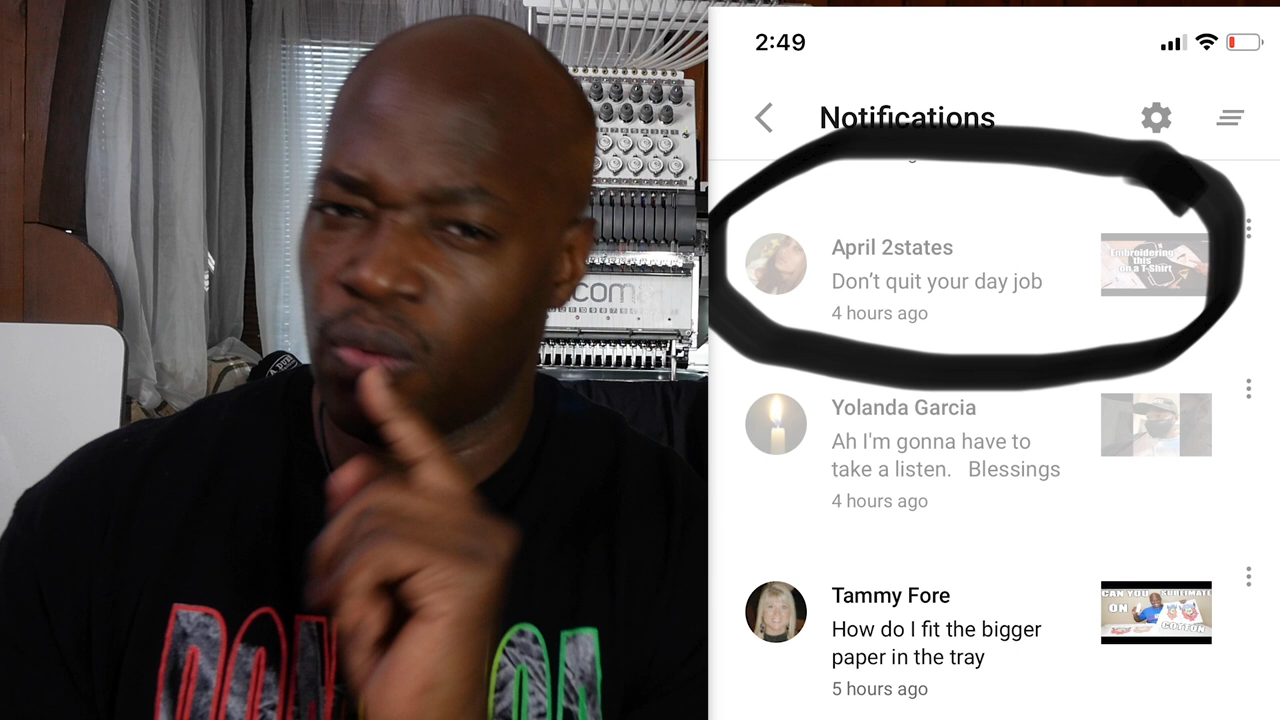 2:49
Notifications
April 2states
Don’t quit your day job
4 hours ago
Embroidering
this
on a T-Shirt
Yolanda Garcia
Ah I'm gonna have to
take a listen. Blessings
4 hours ago
Tammy Fore
How do I fit the bigger
paper in the tray
5 hours ago
CAN YOU SUBLIMATE
ON
COTTON
com